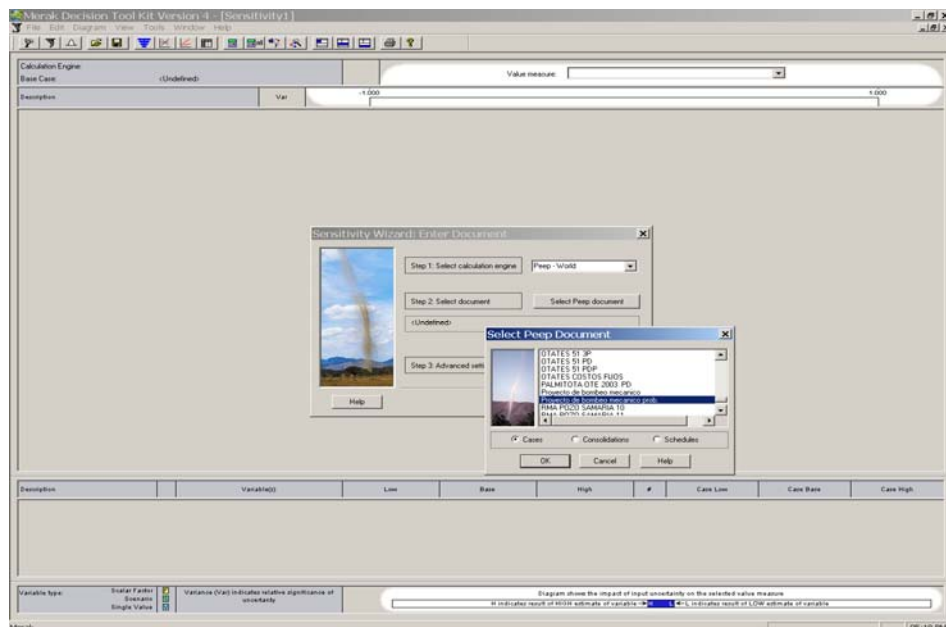 Merak Decision Tool Kit Version 4 - [Sensitivity1]
File Edit Diagram View Tools Window Help
Calculation Engine:
Base Case: <Undefined>
Value measure:
Description Var -1.000 1.000
Sensitivity Wizard: Enter Document
Step 1: Select calculation engine Peep - World
Step 2: Select document Select Peep document
<Undefined>
Step 3: Advanced setti
Help
Select Peep Document
OTATES 51 3P
OTATES 51 PD
OTATES 51 PDP
OTATES COSTOS FIJOS
PALMITOTA OTE 2003 PD
Proyecto de bombeo mecanico
Proyecto de bombeo mecanico prob.
RMA POZO SAMARIA 10
RMA POZO SAMARIA 11
Cases Consolidations Schedules
OK Cancel Help
Description Variable(s) Low Base High # Case Low Case Base Case High
Variable type: Scalar Factor
Scenario
Single Value
Variance (Var) indicates relative significance of
uncertainty
Diagram shows the impact of input uncertainty on the selected value measure
H indicates result of HIGH estimate of variable H L L indicates result of LOW estimate of variable
Merak